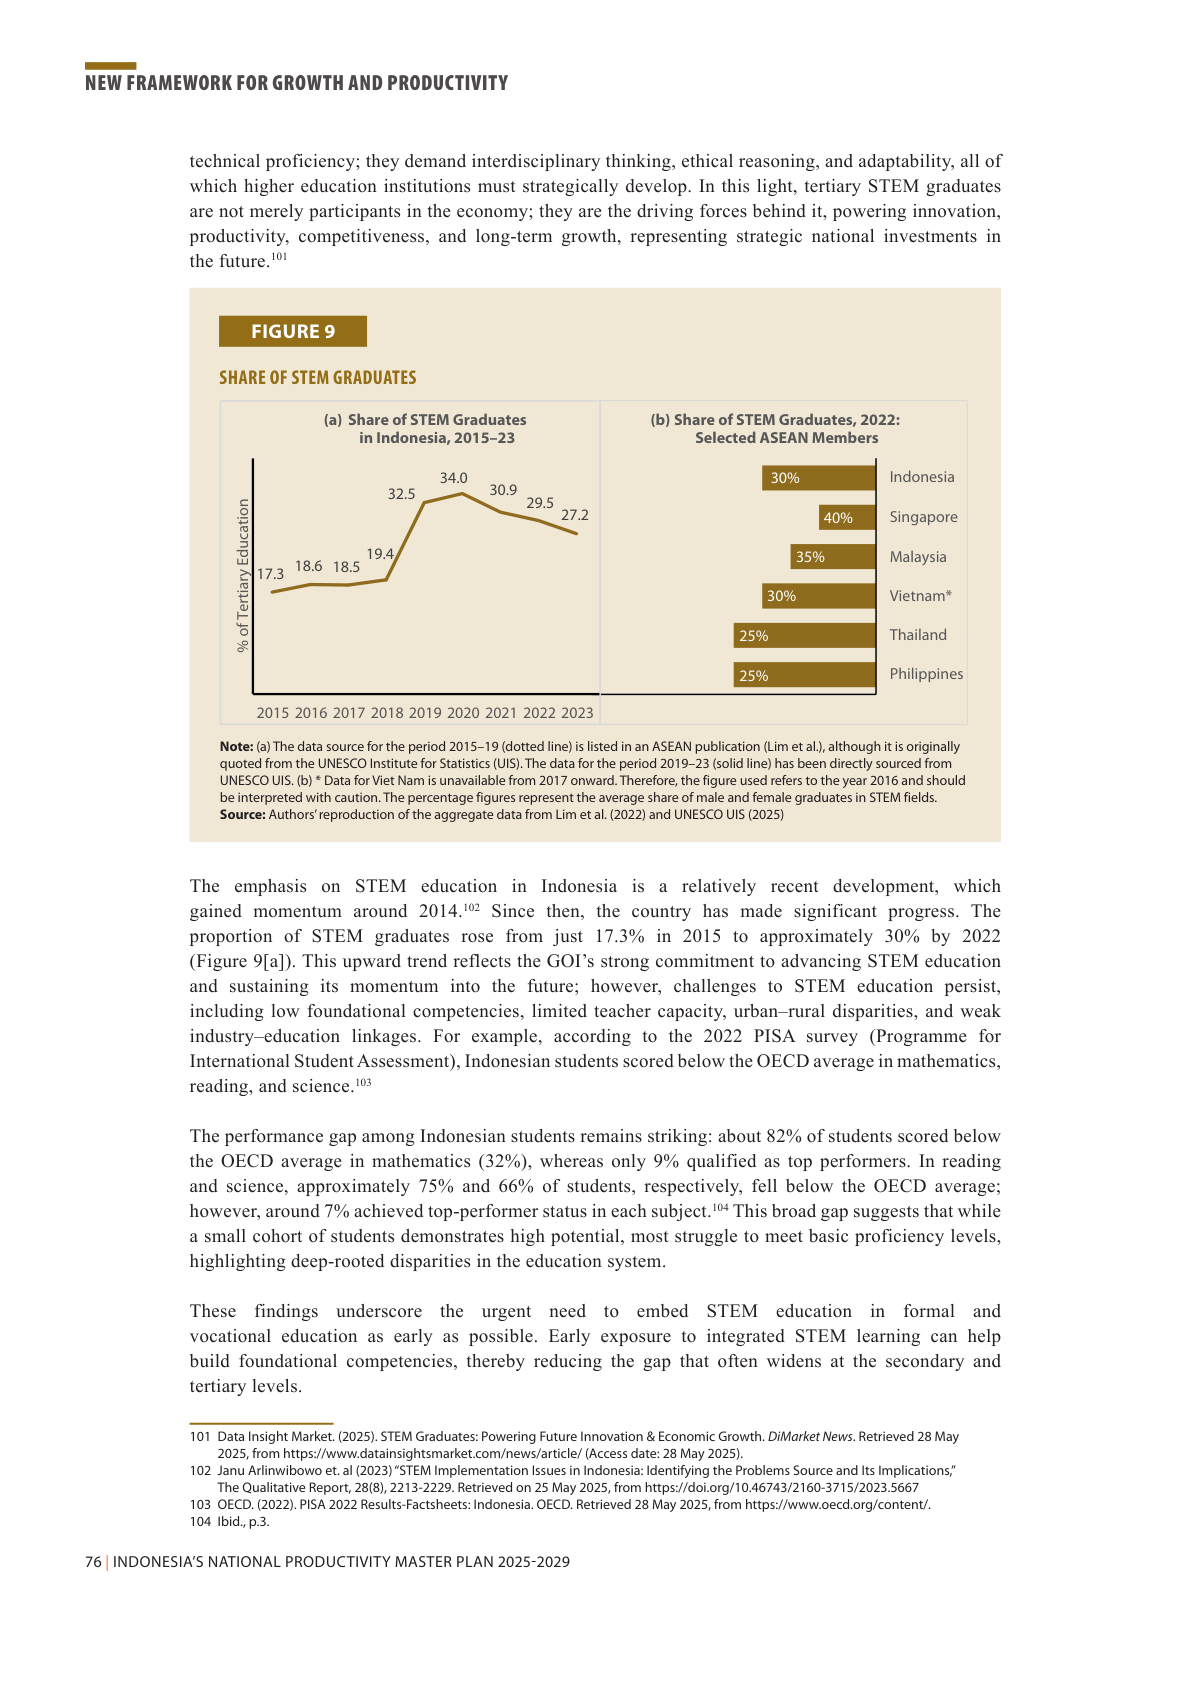 NEW FRAMEWORK FOR GROWTH AND PRODUCTIVITY
technical proficiency; they demand interdisciplinary thinking, ethical reasoning, and adaptability, all of
which higher education institutions must strategically develop. In this light, tertiary STEM graduates
are not merely participants in the economy; they are the driving forces behind it, powering innovation,
productivity, competitiveness, and long-term growth, representing strategic national investments in
the future.101
FIGURE 9
SHARE OF STEM GRADUATES
(a) Share of STEM Graduates
in Indonesia, 2015–23
% of Tertiary Education
17.3
18.6
18.5
19.4
32.5
34.0
30.9
29.5
27.2
2015 2016 2017 2018 2019 2020 2021 2022 2023
(b) Share of STEM Graduates, 2022:
Selected ASEAN Members
30% Indonesia
40% Singapore
35% Malaysia
30% Vietnam*
25% Thailand
25% Philippines
Note: (a) The data source for the period 2015–19 (dotted line) is listed in an ASEAN publication (Lim et al.), although it is originally
quoted from the UNESCO Institute for Statistics (UIS). The data for the period 2019–23 (solid line) has been directly sourced from
UNESCO UIS. (b) * Data for Viet Nam is unavailable from 2017 onward. Therefore, the figure used refers to the year 2016 and should
be interpreted with caution. The percentage figures represent the average share of male and female graduates in STEM fields.
Source: Authors' reproduction of the aggregate data from Lim et al. (2022) and UNESCO UIS (2025)
The emphasis on STEM education in Indonesia is a relatively recent development, which
gained momentum around 2014.102 Since then, the country has made significant progress. The
proportion of STEM graduates rose from just 17.3% in 2015 to approximately 30% by 2022
(Figure 9[a]). This upward trend reflects the GOI's strong commitment to advancing STEM education
and sustaining its momentum into the future; however, challenges to STEM education persist,
including low foundational competencies, limited teacher capacity, urban–rural disparities, and weak
industry–education linkages. For example, according to the 2022 PISA survey (Programme for
International Student Assessment), Indonesian students scored below the OECD average in mathematics,
reading, and science.103
The performance gap among Indonesian students remains striking: about 82% of students scored below
the OECD average in mathematics (32%), whereas only 9% qualified as top performers. In reading
and science, approximately 75% and 66% of students, respectively, fell below the OECD average;
however, around 7% achieved top-performer status in each subject.104 This broad gap suggests that while
a small cohort of students demonstrates high potential, most struggle to meet basic proficiency levels,
highlighting deep-rooted disparities in the education system.
These findings underscore the urgent need to embed STEM education in formal and
vocational education as early as possible. Early exposure to integrated STEM learning can help
build foundational competencies, thereby reducing the gap that often widens at the secondary and
tertiary levels.
101 Data Insight Market. (2025). STEM Graduates: Powering Future Innovation & Economic Growth. DiMarket News. Retrieved 28 May
2025, from https://www.datainsightsmarket.com/news/article/ (Access date: 28 May 2025).
102 Janu Arlinwibowo et. al (2023) “STEM Implementation Issues in Indonesia: Identifying the Problems Source and Its Implications,”
The Qualitative Report, 28(8), 2213-2229. Retrieved on 25 May 2025, from https://doi.org/10.46743/2160-3715/2023.5667
103 OECD. (2022). PISA 2022 Results-Factsheets: Indonesia. OECD. Retrieved 28 May 2025, from https://www.oecd.org/content/.
104 Ibid., p.3.
76 | INDONESIA'S NATIONAL PRODUCTIVITY MASTER PLAN 2025-2029